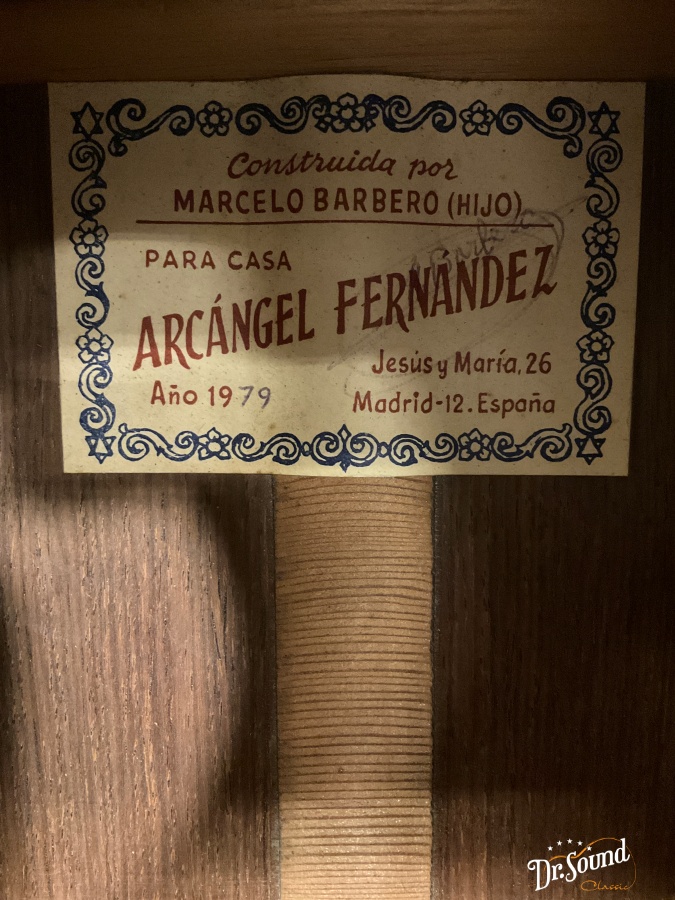 Construida por
MARCELO BARBERO (HIJO)
PARA CASA
ARCÁNGEL FERNÁNDEZ
Jesús y María, 26
Año 1979
Madrid-12. España
Dr. Sound
Classic